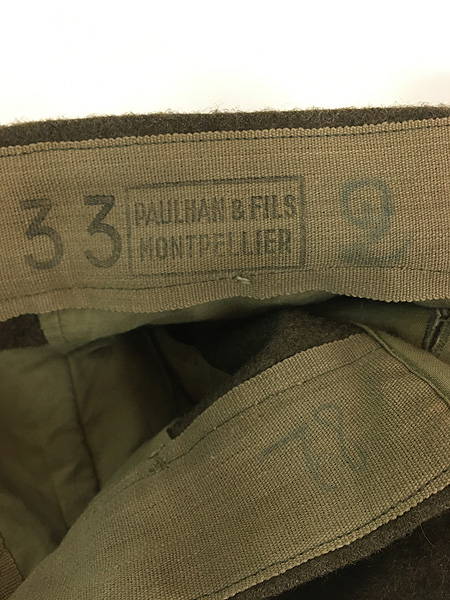 33
PAULHAN & FILS
MONTPELLIER
2